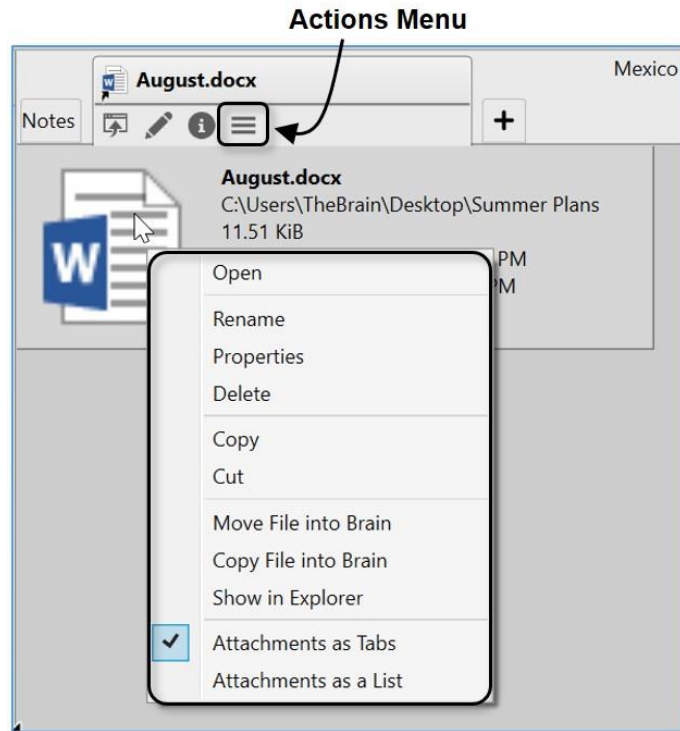 Actions Menu
August.docx
Mexico
Notes
August.docx
C:\Users\TheBrain\Desktop\Summer Plans
11.51 KiB
PM
PM
Open
Rename
Properties
Delete
Copy
Cut
Move File into Brain
Copy File into Brain
Show in Explorer
Attachments as Tabs
Attachments as a List